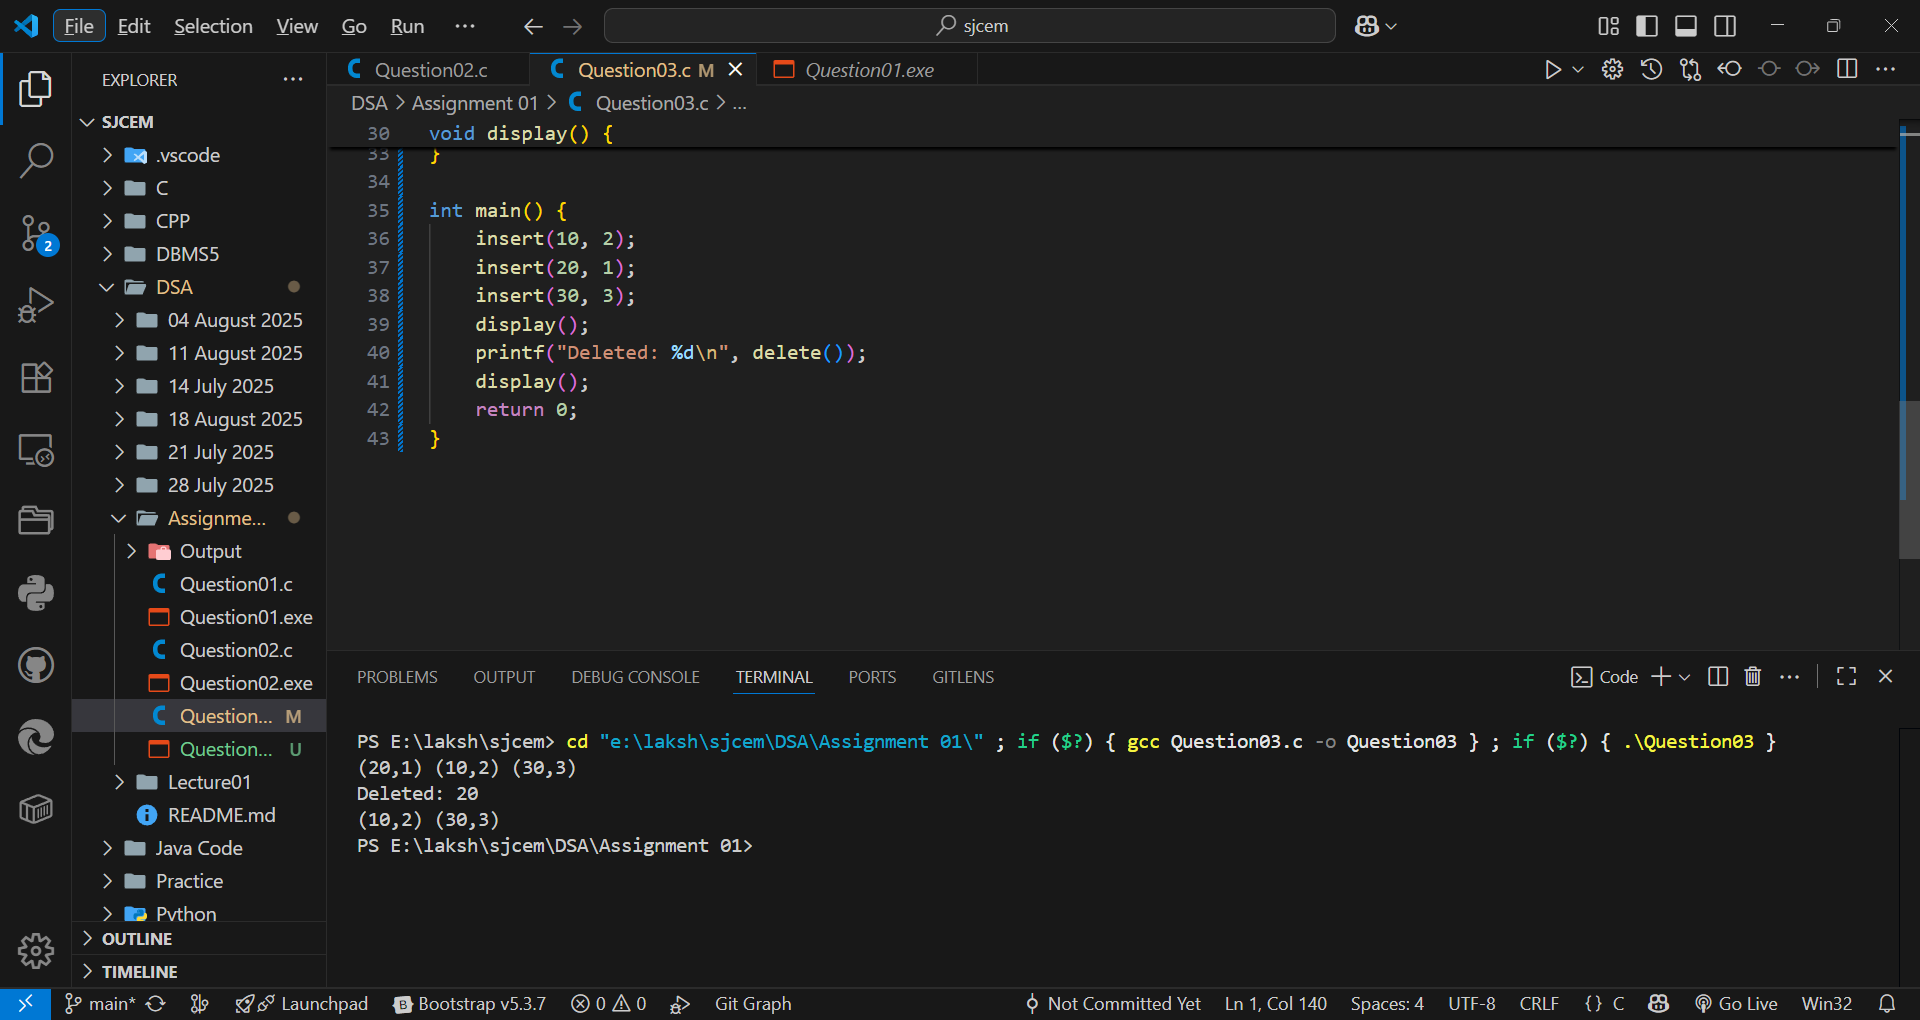 File Edit Selection View Go Run ··· sjcem
EXPLORER ···
SJCEM
.vscode
C
CPP
DBMS5
DSA
04 August 2025
11 August 2025
14 July 2025
18 August 2025
21 July 2025
28 July 2025
Assignme...
Output
Question01.c
Question01.exe
Question02.c
Question02.exe
Question... M
Question... U
Lecture01
README.md
Java Code
Practice
Python
OUTLINE
TIMELINE
Question02.c Question03.c M Question01.exe
DSA > Assignment 01 > Question03.c > ...
30 void display() {
33 }
34
35 int main() {
36 insert(10, 2);
37 insert(20, 1);
38 insert(30, 3);
39 display();
40 printf("Deleted: %d\n", delete());
41 display();
42 return 0;
43 }
PROBLEMS OUTPUT DEBUG CONSOLE TERMINAL PORTS GITLENS Code
PS E:\laksh\sjcem> cd "e:\laksh\sjcem\DSA\Assignment 01\" ; if ($?) { gcc Question03.c -o Question03 } ; if ($?) { .\Question03 }
(20,1) (10,2) (30,3)
Deleted: 20
(10,2) (30,3)
PS E:\laksh\sjcem\DSA\Assignment 01>
main* Launchpad Bootstrap v5.3.7 0 0 Git Graph Not Committed Yet Ln 1, Col 140 Spaces: 4 UTF-8 CRLF {} C Go Live Win32
2